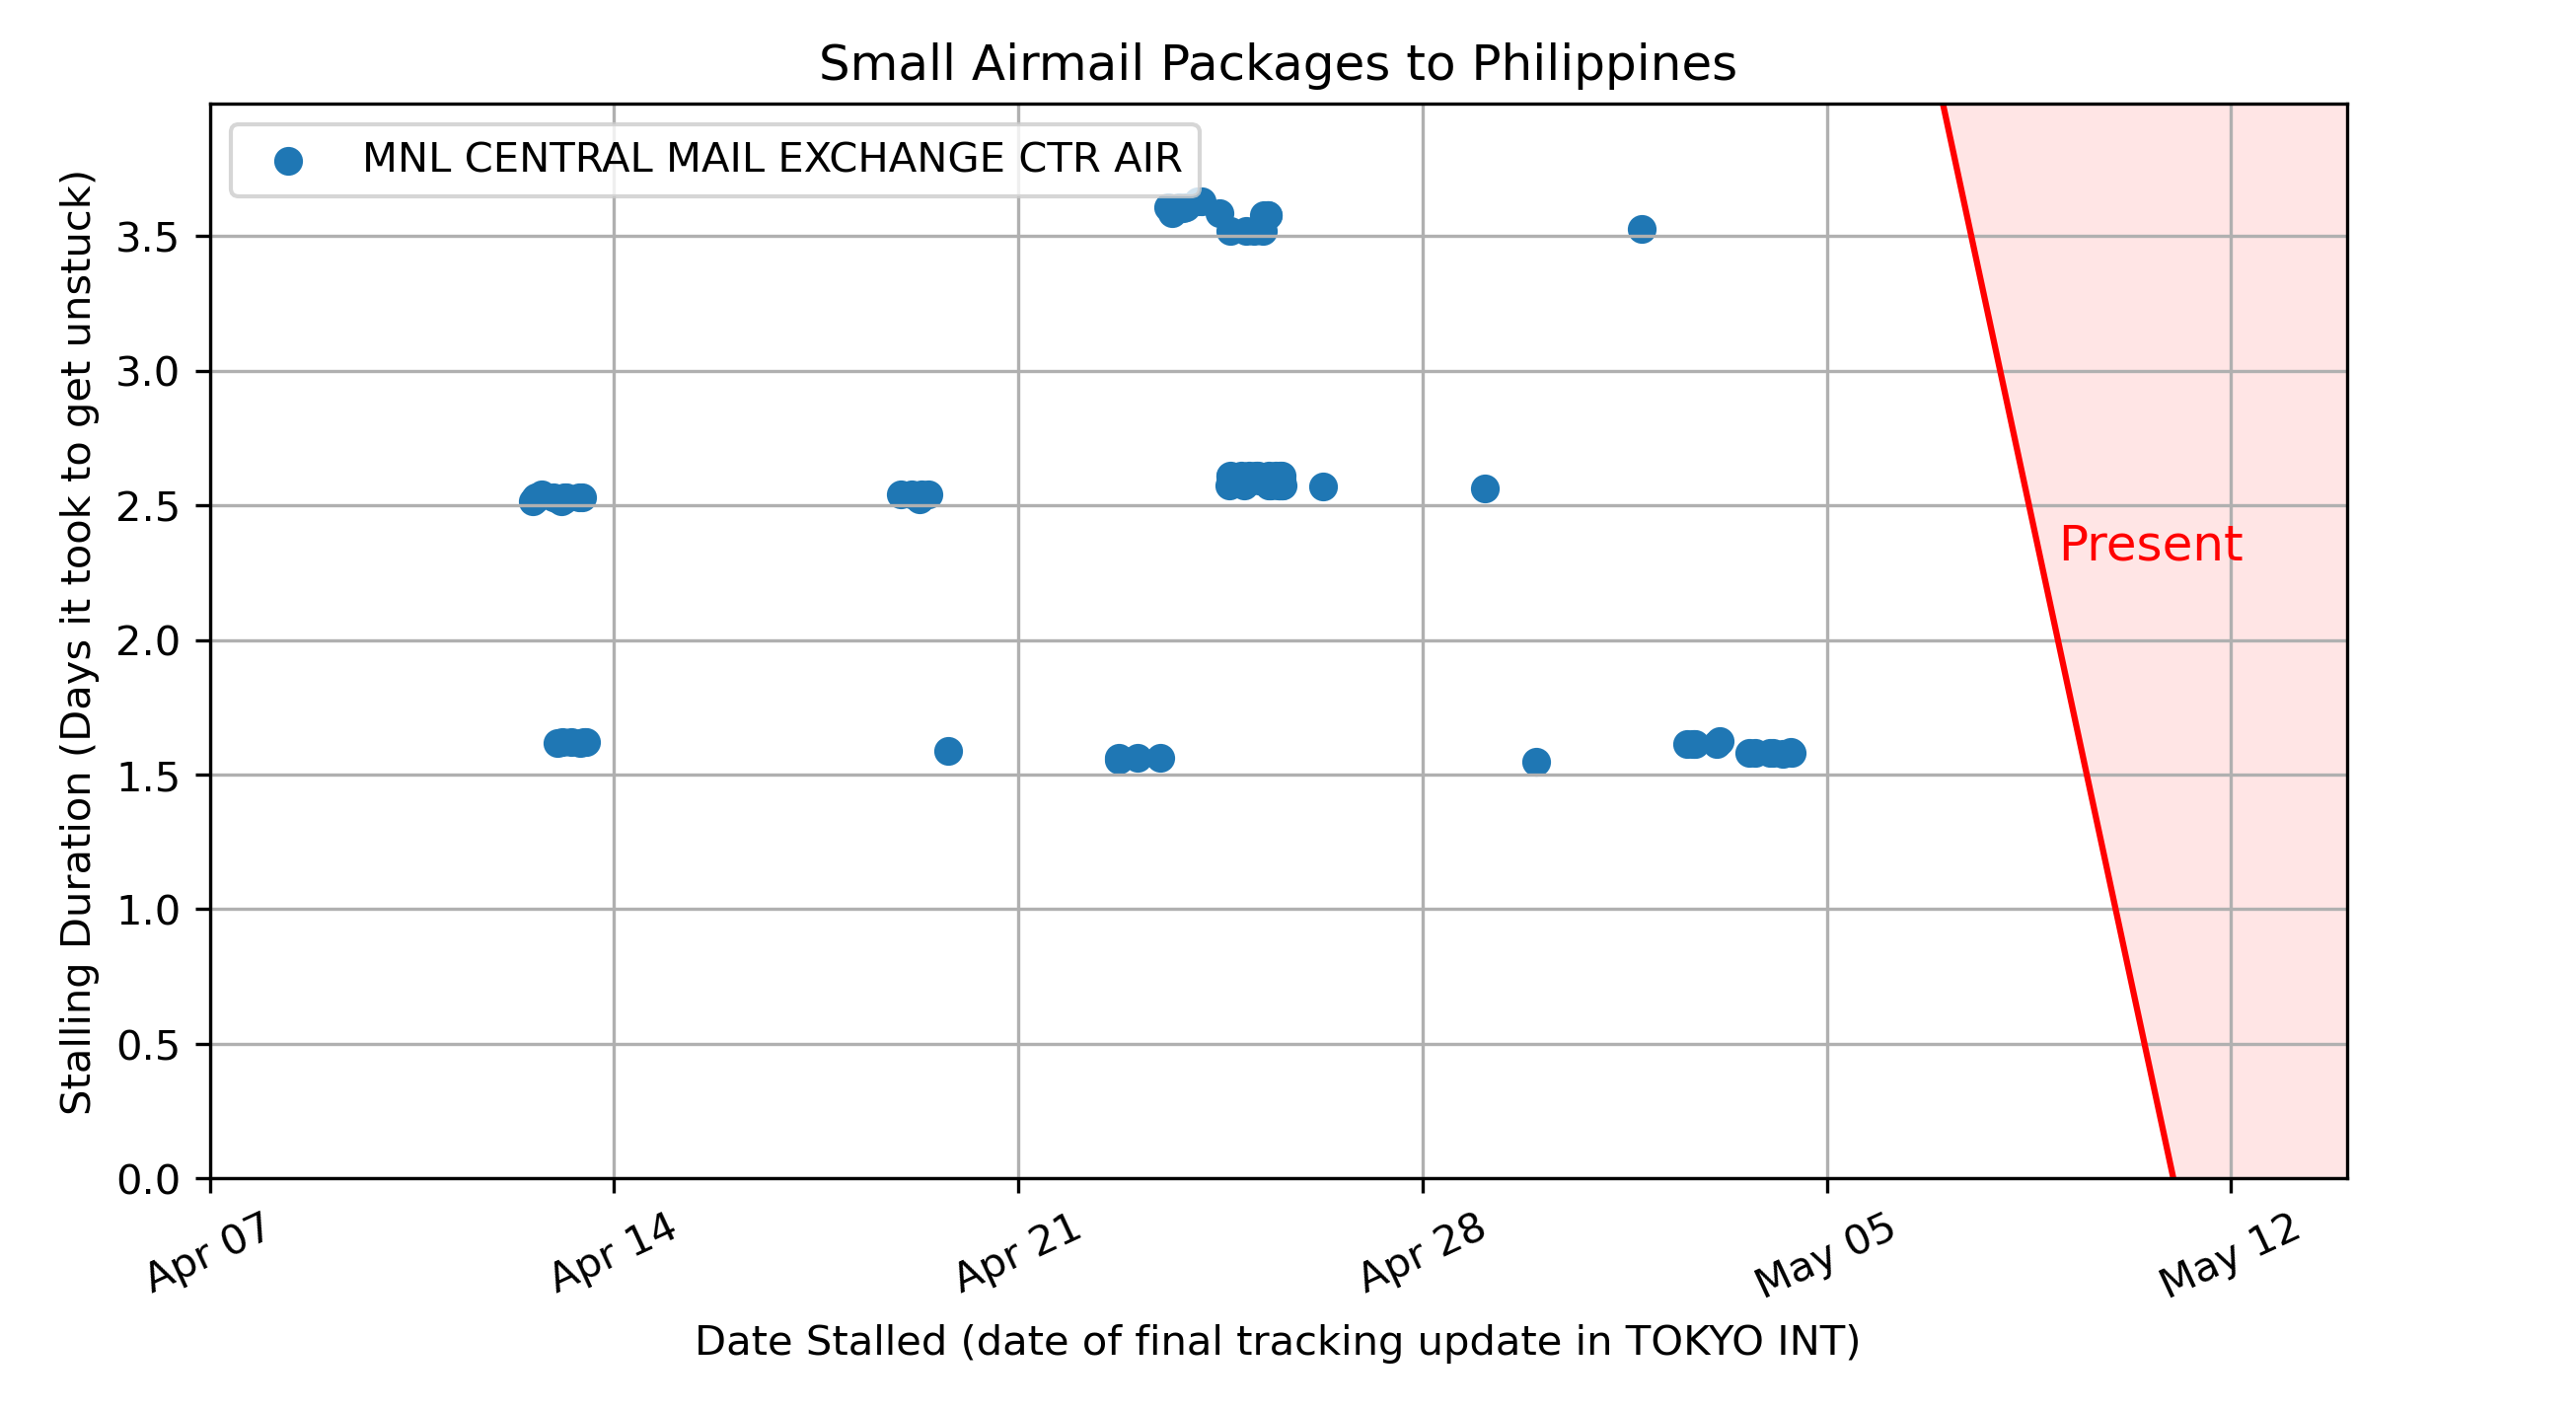 Small Airmail Packages to Philippines
MNL CENTRAL MAIL EXCHANGE CTR AIR
Stalling Duration (Days it took to get unstuck)
3.5
3.0
2.5
2.0
1.5
1.0
0.5
0.0
Present
Apr 07
Apr 14
Apr 21
Apr 28
May 05
May 12
Date Stalled (date of final tracking update in TOKYO INT)